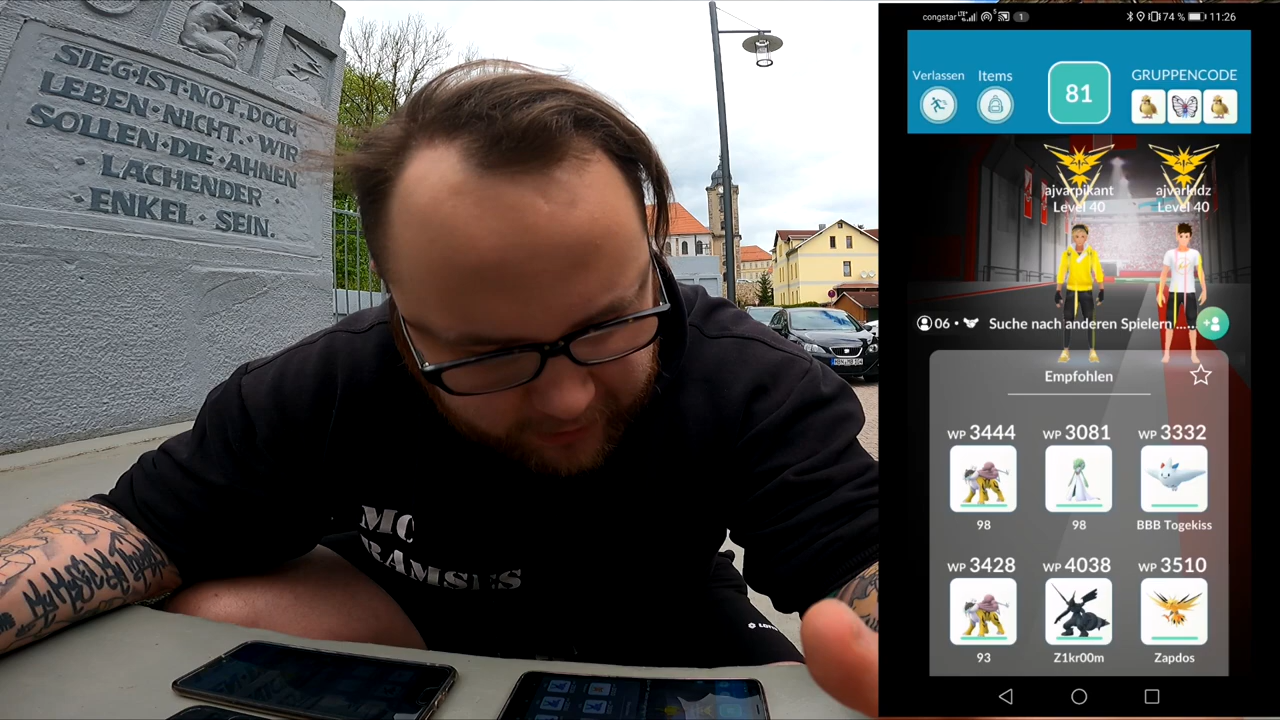 SIEG·IST·NOT·DOCH
LEBEN·NICHT·WIR
SOLLEN·DIE·AHNEN
· LACHENDER ·
·ENKEL·SEIN.
MC
RAMSES
congstar
1
74 %
11:26
Verlassen
Items
81
GRUPPENCODE
ajvarpikant
Level 40
ajvarkidz
Level 40
06 • Suche nach anderen Spielern .....
Empfohlen
WP 3444
WP 3081
WP 3332
98
98
BBB Togekiss
WP 3428
WP 4038
WP 3510
93
Z1kr00m
Zapdos